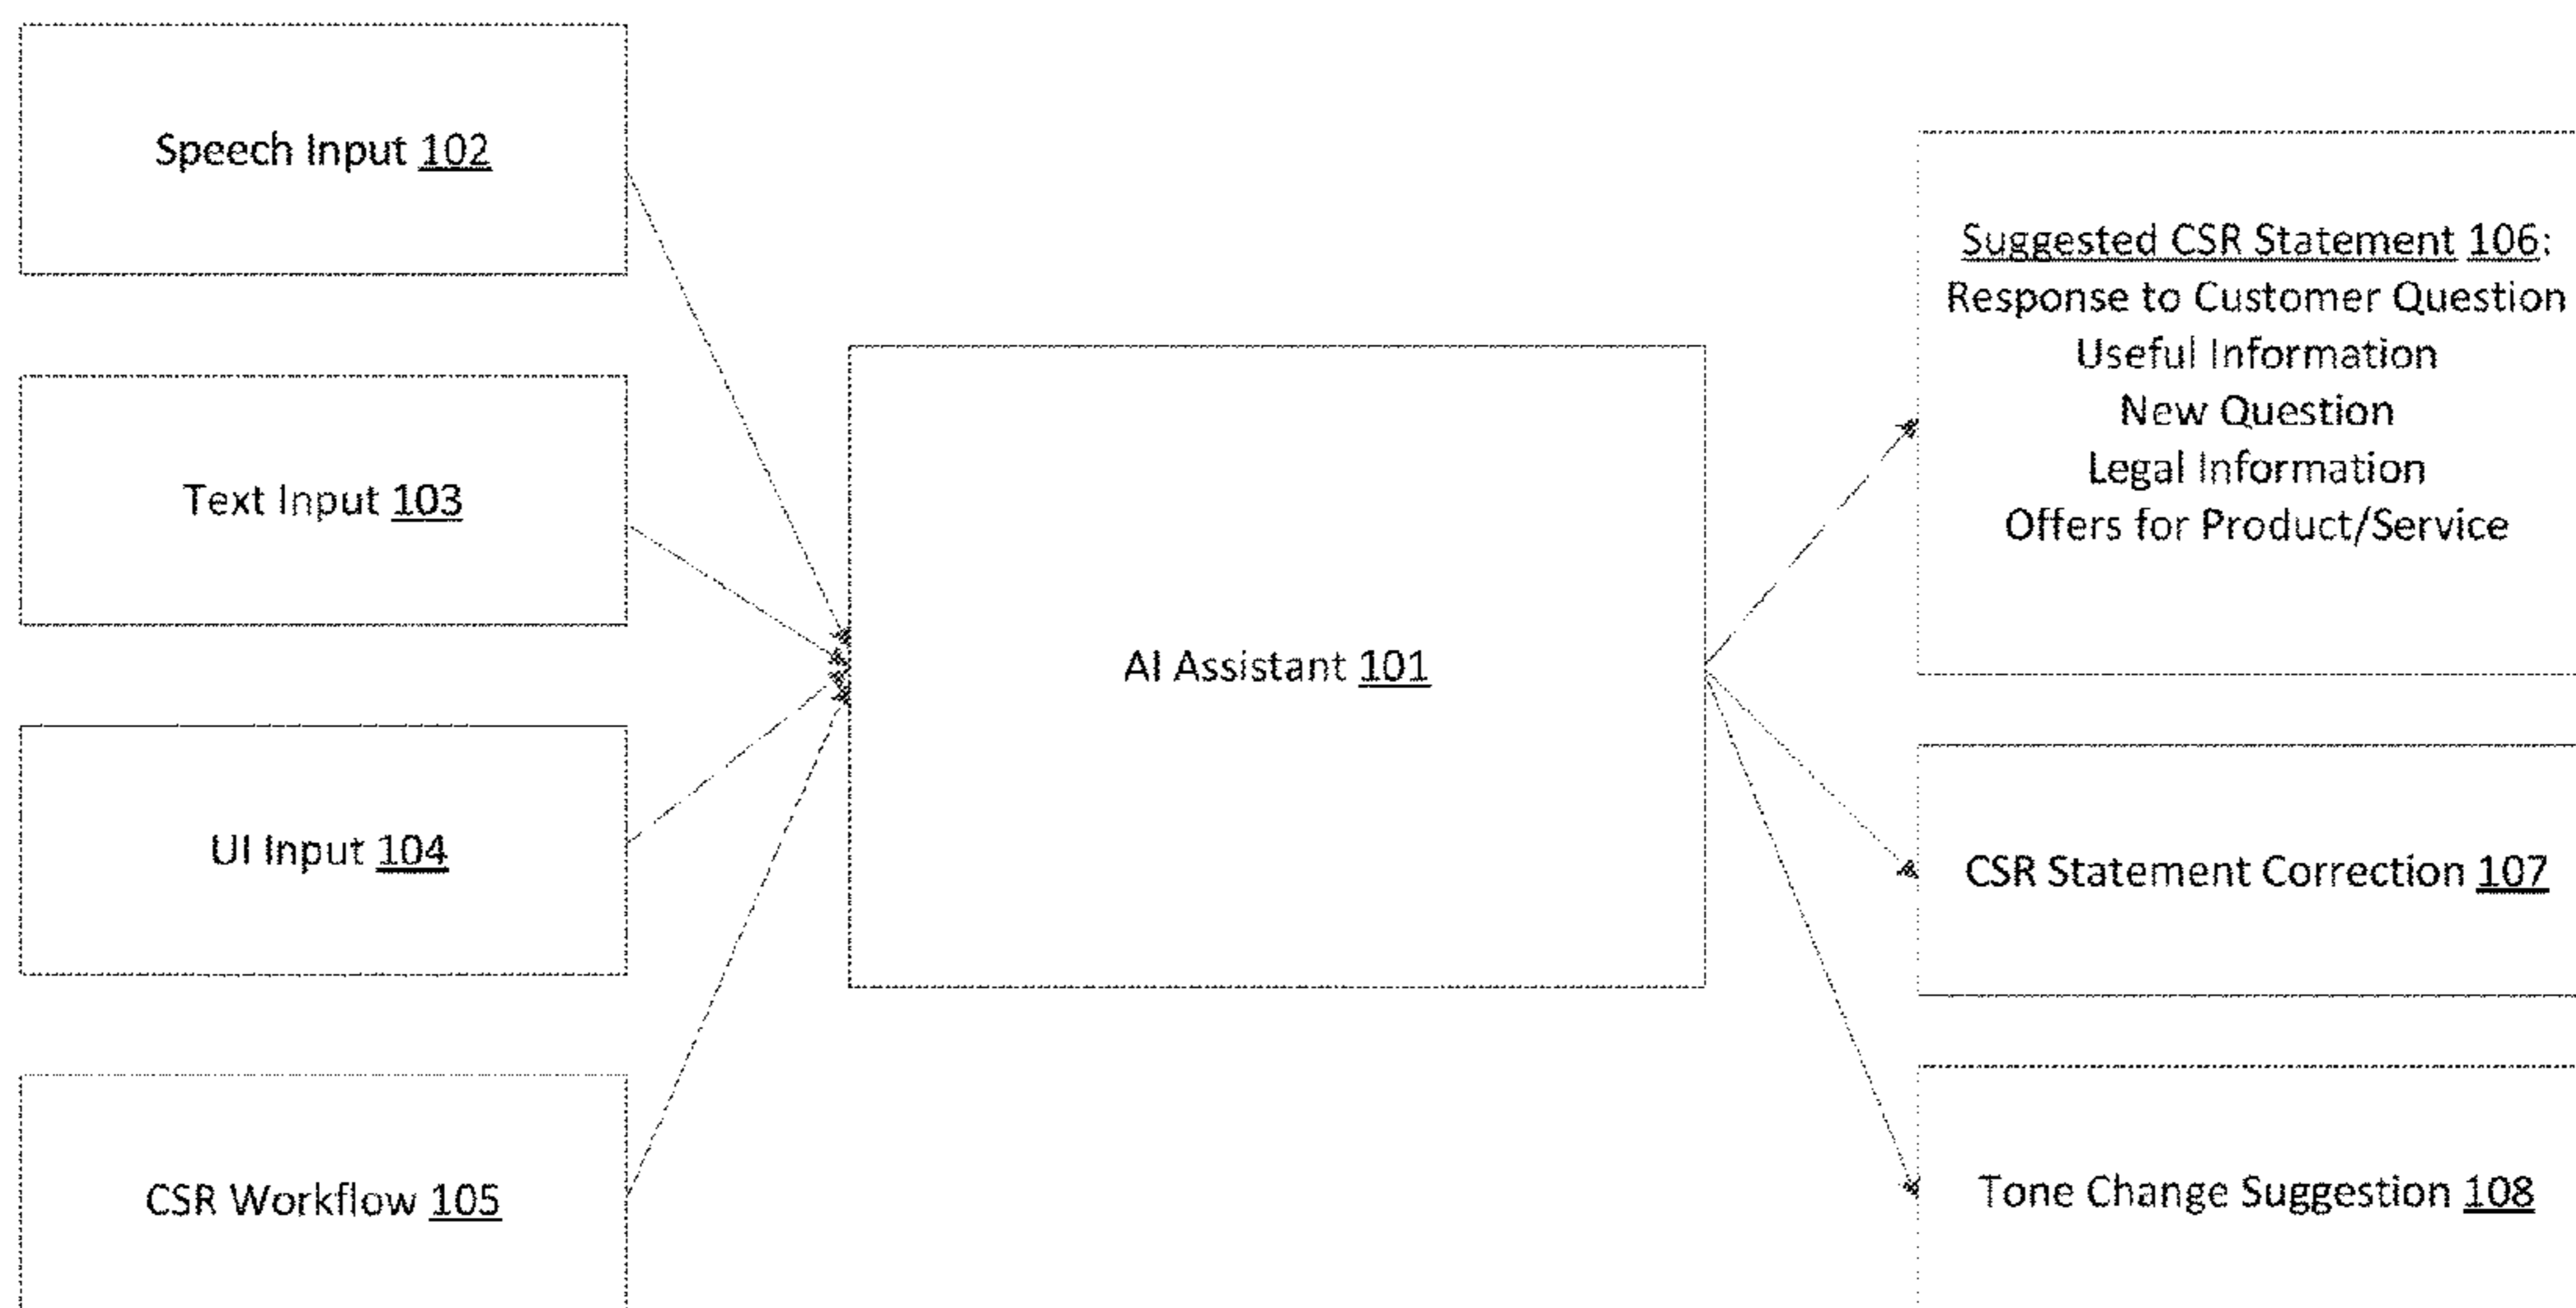 Speech Input 102
Text Input 103
UI Input 104
CSR Workflow 105
AI Assistant 101
Suggested CSR Statement 106:
Response to Customer Question
Useful Information
New Question
Legal Information
Offers for Product/Service
CSR Statement Correction 107
Tone Change Suggestion 108